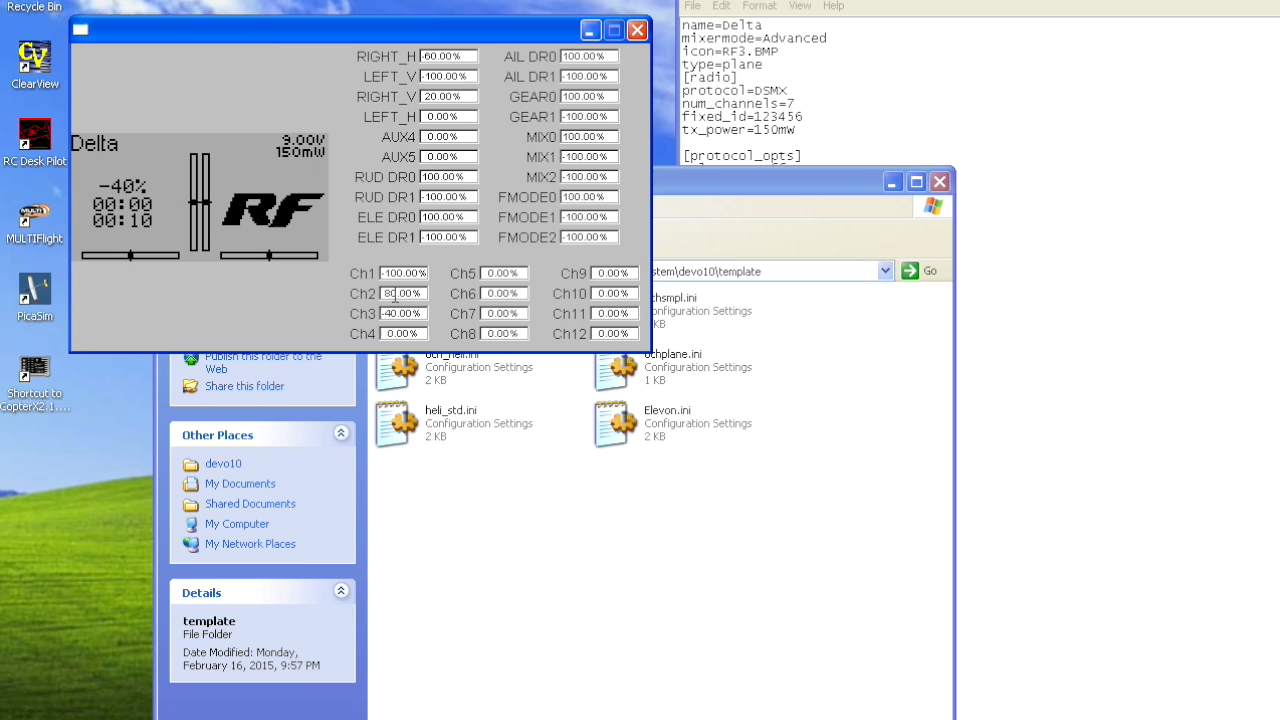 Recycle Bin
ClearView
RC Desk Pilot
MULTIFlight
PicaSim
Shortcut to
CopterX2.1....
Delta
9.00V
150mW
-40%
00:00
00:10
RF
RIGHT_H -60.00% AIL DR0 100.00%
LEFT_V -100.00% AIL DR1 -100.00%
RIGHT_V 20.00% GEAR0 100.00%
LEFT_H 0.00% GEAR1 -100.00%
AUX4 0.00% MIX0 100.00%
AUX5 0.00% MIX1 -100.00%
RUD DR0 100.00% MIX2 -100.00%
RUD DR1 -100.00% FMODE0 100.00%
ELE DR0 100.00% FMODE1 -100.00%
ELE DR1 -100.00% FMODE2 -100.00%
Ch1 -100.00% Ch5 0.00% Ch9 0.00%
Ch2 80.00% Ch6 0.00% Ch10 0.00%
Ch3 -40.00% Ch7 0.00% Ch11 0.00%
Ch4 0.00% Ch8 0.00% Ch12 0.00%
File Edit Format View Help
name=Delta
mixermode=Advanced
icon=RF3.BMP
type=plane
[radio]
protocol=DSMX
num_channels=7
fixed_id=123456
tx_power=150mW
[protocol_opts]
stem\devo10\template Go
chsmpl.ini
Configuration Settings
KB
Configuration Settings
2 KB
chplane.ini
Configuration Settings
1 KB
heli_std.ini
Configuration Settings
2 KB
Elevon.ini
Configuration Settings
2 KB
Publish this folder to the
Web
Share this folder
Other Places
devo10
My Documents
Shared Documents
My Computer
My Network Places
Details
template
File Folder
Date Modified: Monday,
February 16, 2015, 9:57 PM